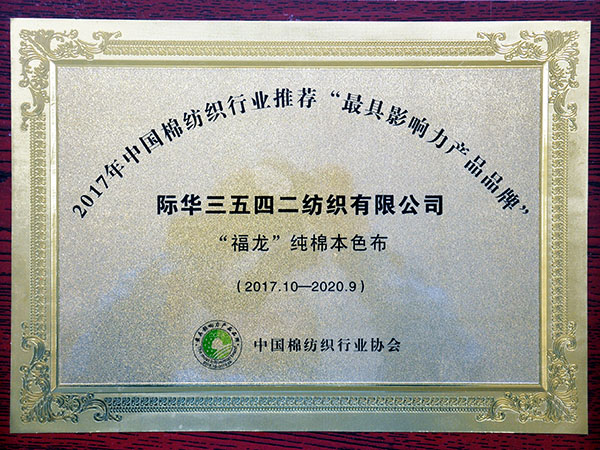 2017年中国棉纺织行业推荐“最具影响力产品品牌”
际华三五四二纺织有限公司
“福龙”纯棉本色布
（2017.10—2020.9）
中国棉纺织行业协会